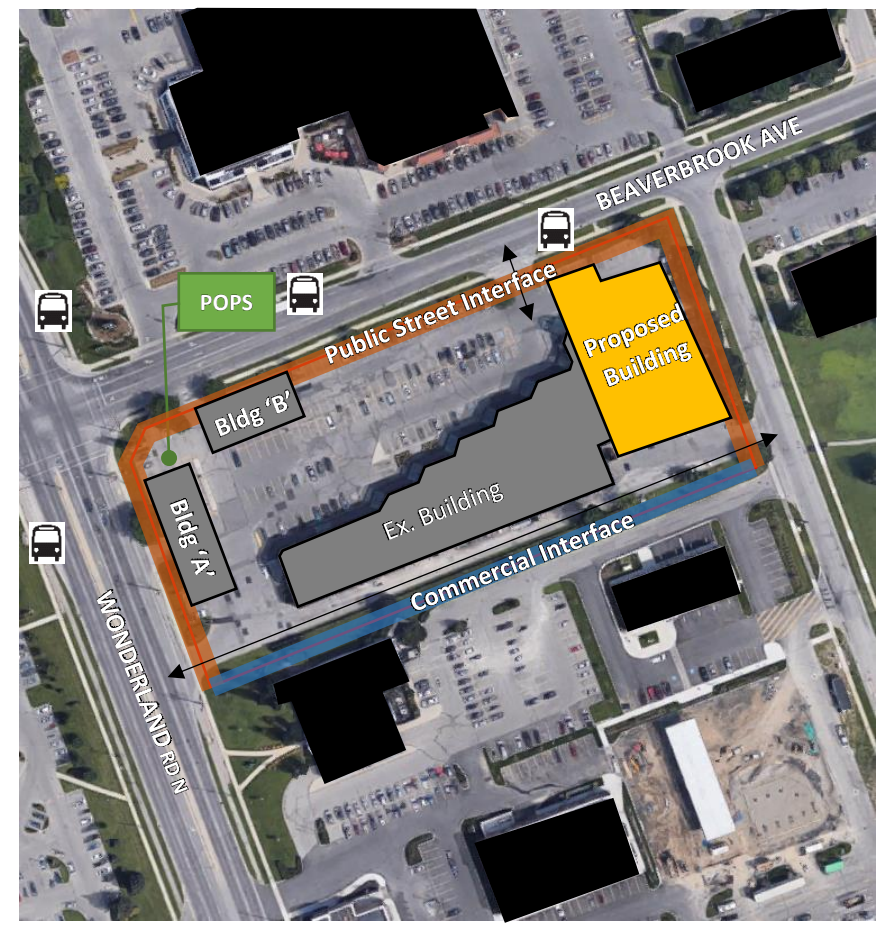 BEAVERBROOK AVE
POPS
Public Street Interface
Proposed
Building
Bldg ‘B’
Bldg ‘A’
Ex. Building
Commercial Interface
WONDERLAND RD N